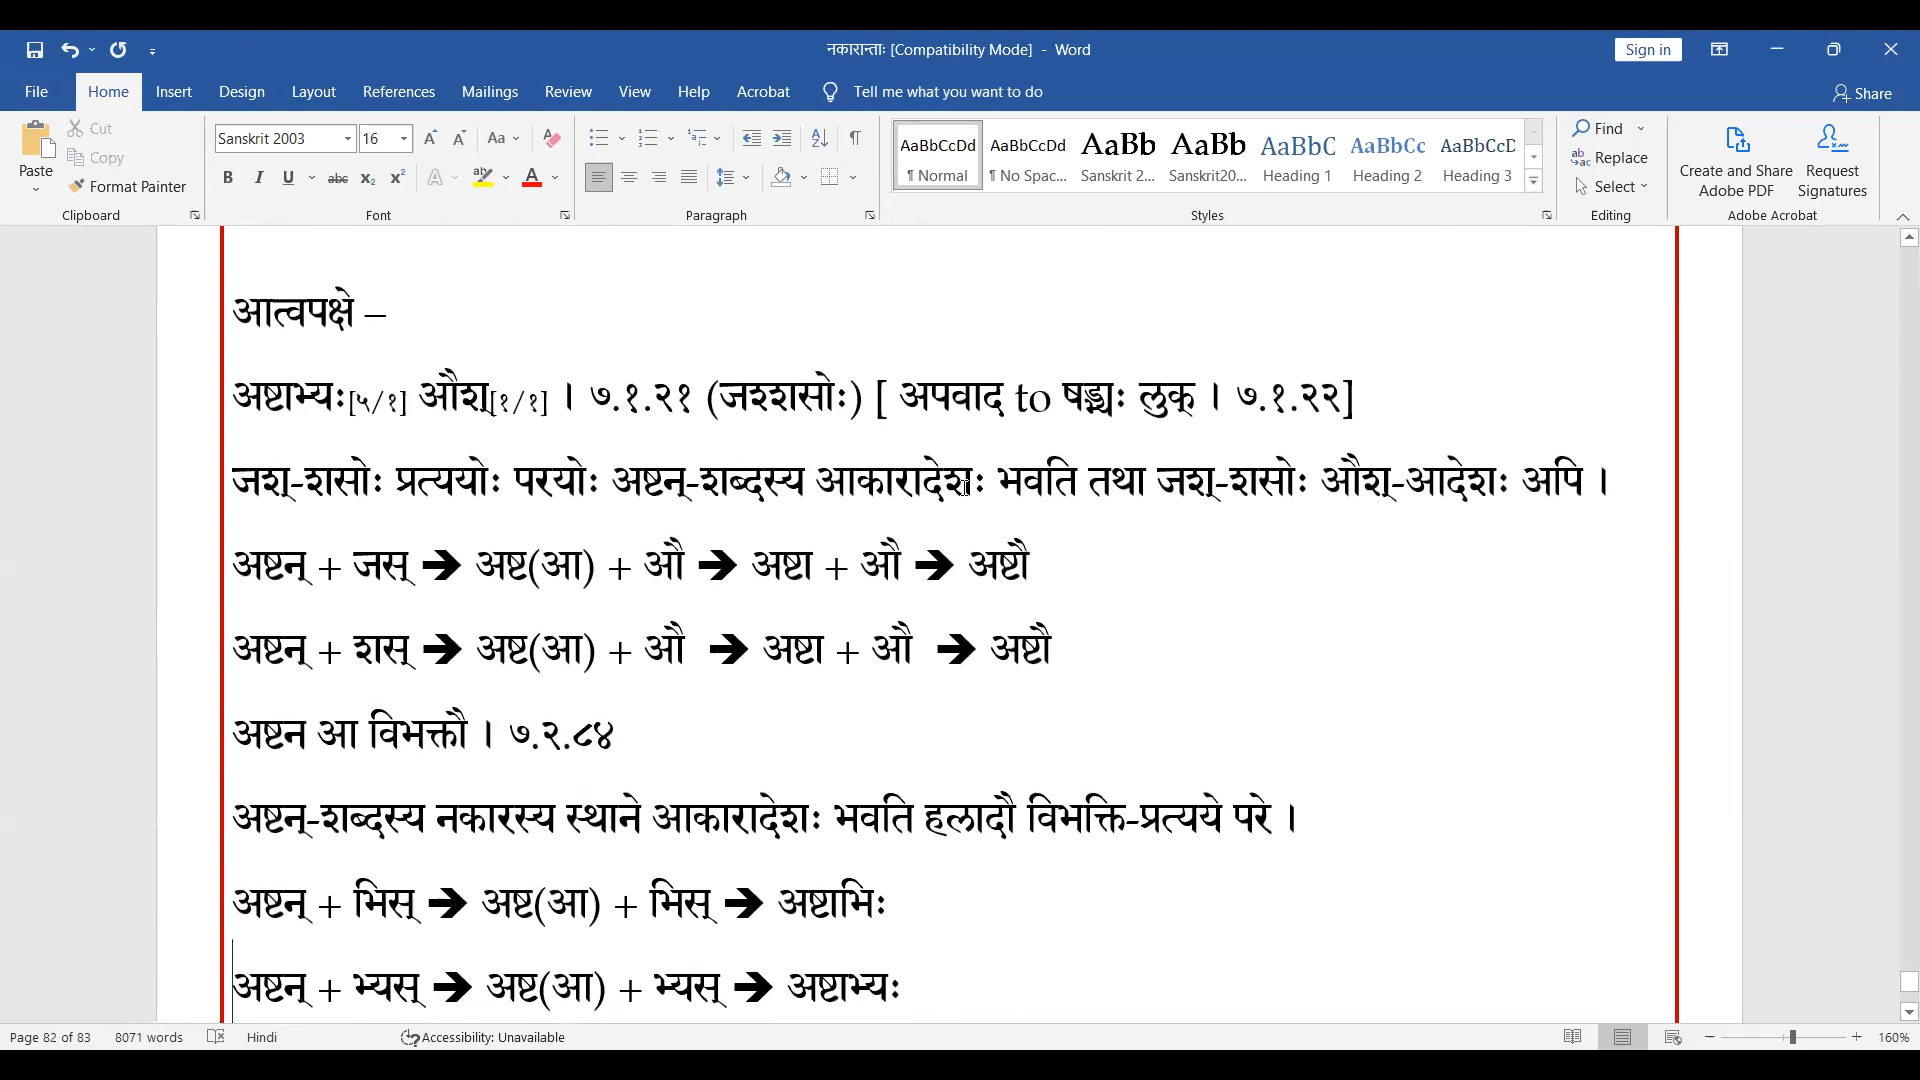 नकारान्ताः [Compatibility Mode] - Word
Sign in
File Home Insert Design Layout References Mailings Review View Help Acrobat Tell me what you want to do Share
Paste Cut Copy Format Painter
Sanskrit 2003 16 Aa
B I U abc x₂ x² A A
AaBbCcDd AaBbCcDd AaBb AaBb AaBbC AaBbCc AaBbCcD
¶ Normal ¶ No Spac... Sanskrit 2... Sanskrit20... Heading 1 Heading 2 Heading 3
Find Replace Select
Create and Share Adobe PDF Request Signatures
Clipboard Font Paragraph Styles Editing Adobe Acrobat
आत्वपक्षे –
अष्टाभ्यः[५/१] औश्[१/१] । ७.१.२१ (जश्शसोः) [ अपवाद to षड्भ्यः लुक् । ७.१.२२]
जश्-शसोः प्रत्ययोः परयोः अष्टन्-शब्दस्य आकारादेशः भवति तथा जश्-शसोः औश्-आदेशः अपि ।
अष्टन् + जस् ➔ अष्ट(आ) + औ ➔ अष्टा + औ ➔ अष्टौ
अष्टन् + शस् ➔ अष्ट(आ) + औ ➔ अष्टा + औ ➔ अष्टौ
अष्टन आ विभक्तौ । ७.२.८४
अष्टन्-शब्दस्य नकारस्य स्थाने आकारादेशः भवति हलादौ विभक्ति-प्रत्यये परे ।
अष्टन् + भिस् ➔ अष्ट(आ) + भिस् ➔ अष्टाभिः
अष्टन् + भ्यस् ➔ अष्ट(आ) + भ्यस् ➔ अष्टाभ्यः
Page 82 of 83 8071 words Hindi Accessibility: Unavailable 160%